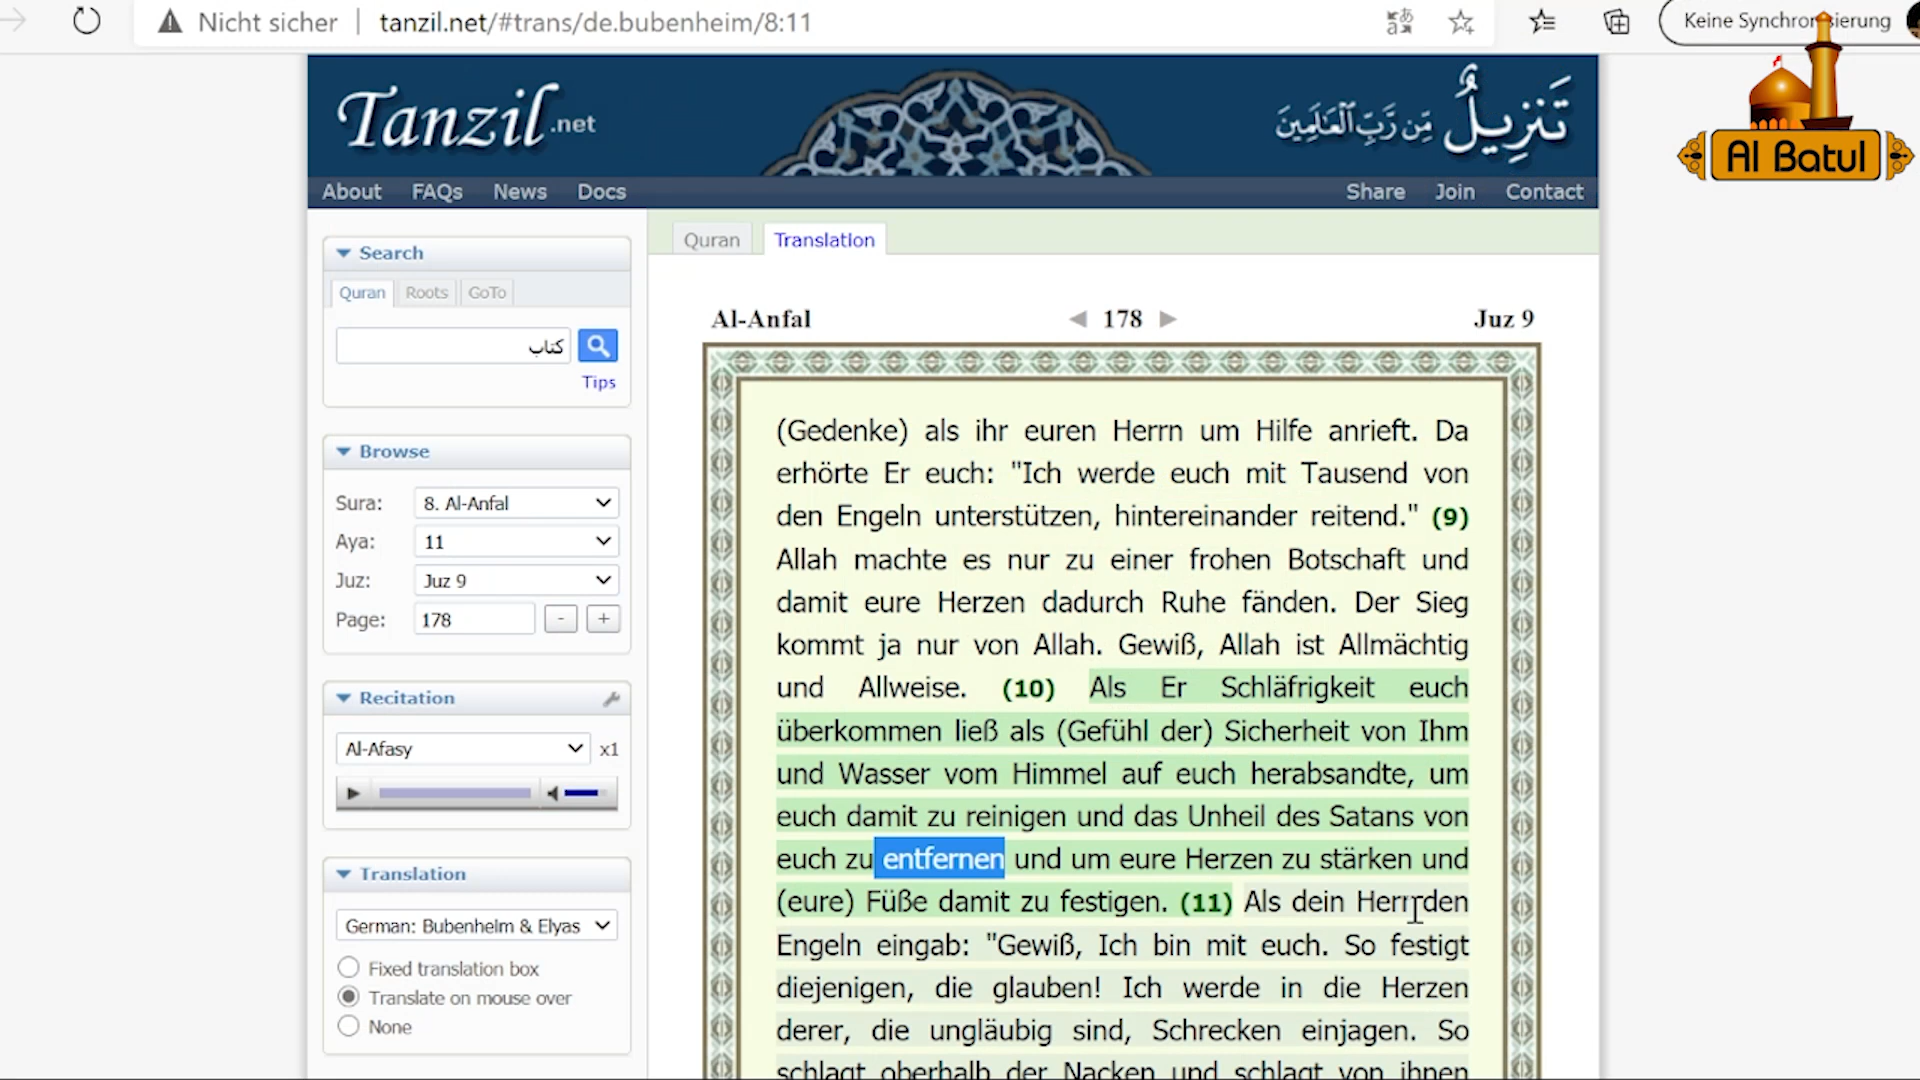 Nicht sicher | tanzil.net/#trans/de.bubenheim/8:11
Keine Synchronisierung
Al Batul
Tanzil.net
تَنزِيلٌ مِّن رَّبِّ ٱلْعَـٰلَمِينَ
About FAQs News Docs
Share Join Contact
Search
Quran Roots GoTo
كتاب
Tips
Browse
Sura: 8. Al-Anfal
Aya: 11
Juz: Juz 9
Page: 178 - +
Recitation
Al-Afasy x1
Translation
German: Bubenheim & Elyas
Fixed translation box
Translate on mouse over
None
Quran Translation
Al-Anfal 178 Juz 9
(Gedenke) als ihr euren Herrn um Hilfe anrieft. Da
erhörte Er euch: "Ich werde euch mit Tausend von
den Engeln unterstützen, hintereinander reitend." (9)
Allah machte es nur zu einer frohen Botschaft und
damit eure Herzen dadurch Ruhe fänden. Der Sieg
kommt ja nur von Allah. Gewiß, Allah ist Allmächtig
und Allweise. (10) Als Er Schläfrigkeit euch
überkommen ließ als (Gefühl der) Sicherheit von Ihm
und Wasser vom Himmel auf euch herabsandte, um
euch damit zu reinigen und das Unheil des Satans von
euch zu entfernen und um eure Herzen zu stärken und
(eure) Füße damit zu festigen. (11) Als dein Herr den
Engeln eingab: "Gewiß, Ich bin mit euch. So festigt
diejenigen, die glauben! Ich werde in die Herzen
derer, die ungläubig sind, Schrecken einjagen. So
schlagt oberhalb der Nacken und schlagt von ihnen